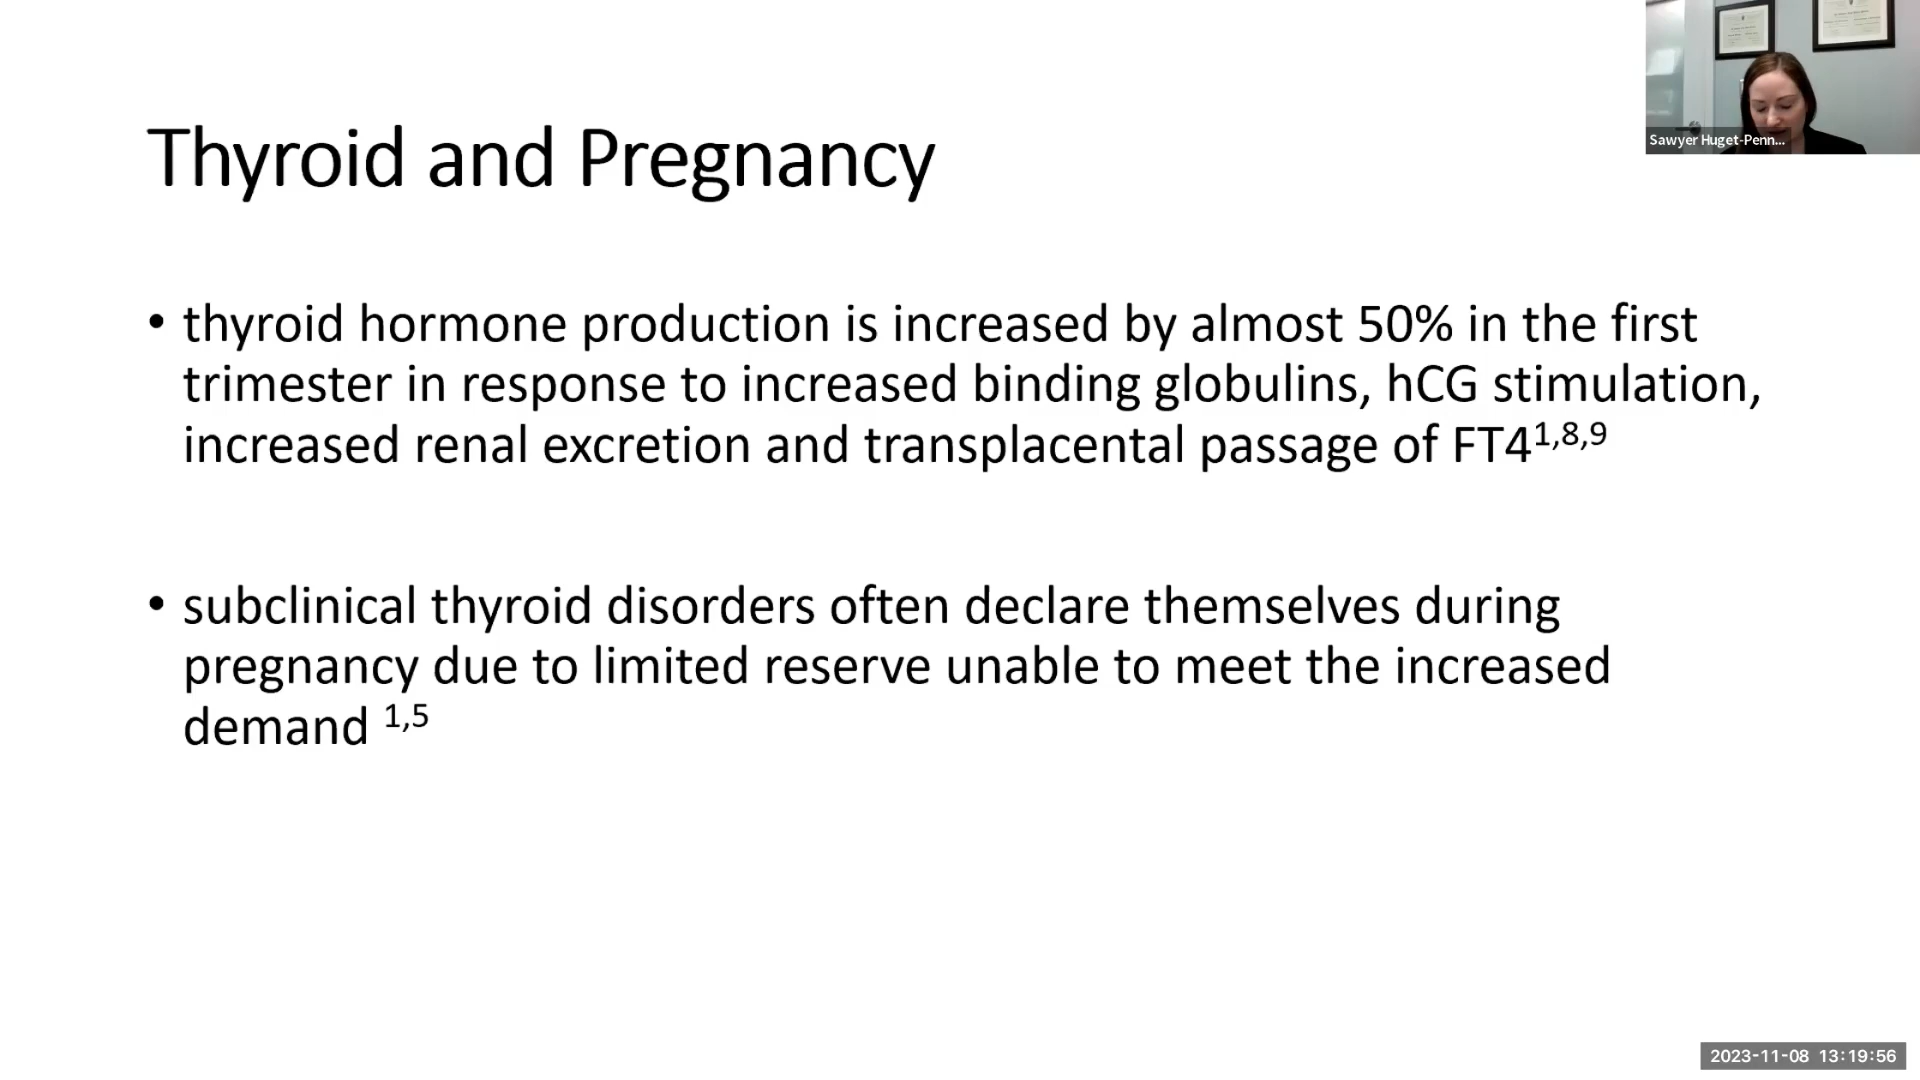 Sawyer Huget-Penn...
Thyroid and Pregnancy
• thyroid hormone production is increased by almost 50% in the first
trimester in response to increased binding globulins, hCG stimulation,
increased renal excretion and transplacental passage of FT41,8,9
• subclinical thyroid disorders often declare themselves during
pregnancy due to limited reserve unable to meet the increased
demand 1,5
2023-11-08 13:19:56